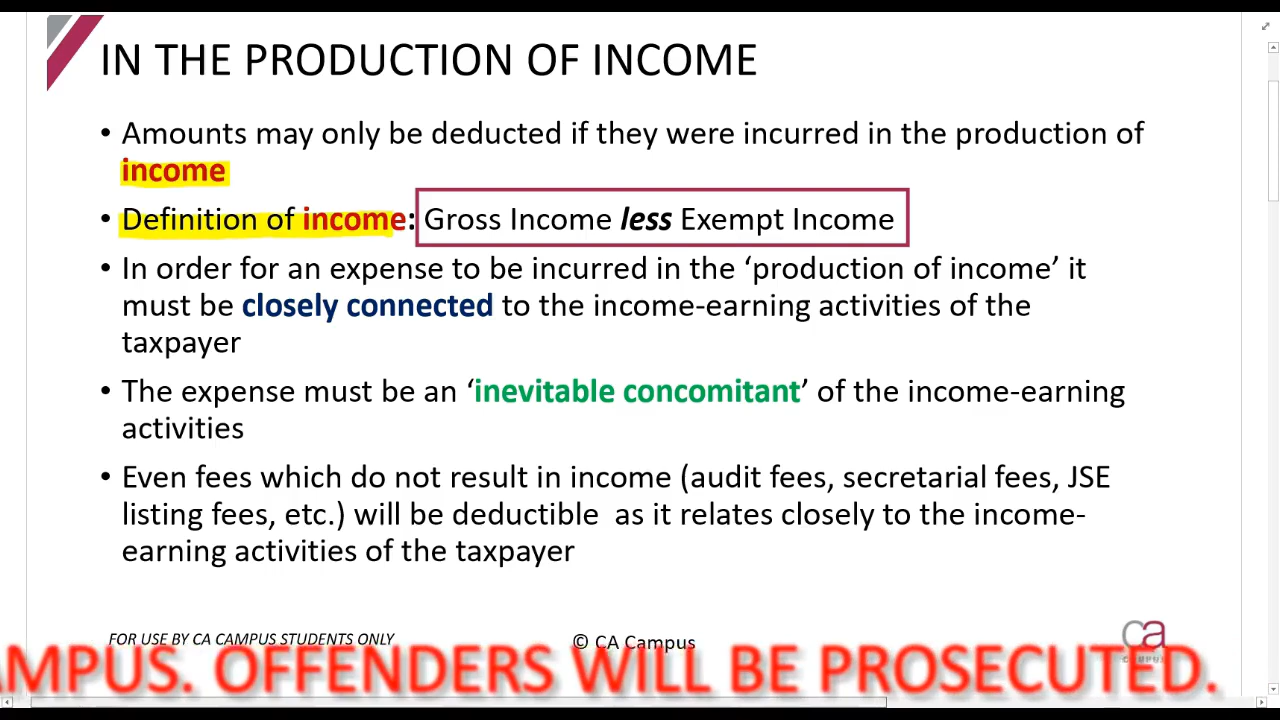 IN THE PRODUCTION OF INCOME
• Amounts may only be deducted if they were incurred in the production of
income
• Definition of income: Gross Income less Exempt Income
• In order for an expense to be incurred in the ‘production of income’ it
must be closely connected to the income-earning activities of the
taxpayer
• The expense must be an ‘inevitable concomitant’ of the income-earning
activities
• Even fees which do not result in income (audit fees, secretarial fees, JSE
listing fees, etc.) will be deductible as it relates closely to the income-
earning activities of the taxpayer
FOR USE BY CA CAMPUS STUDENTS ONLY
© CA Campus
ca
CAMPUS
AMPUS. OFFENDERS WILL BE PROSECUTED.